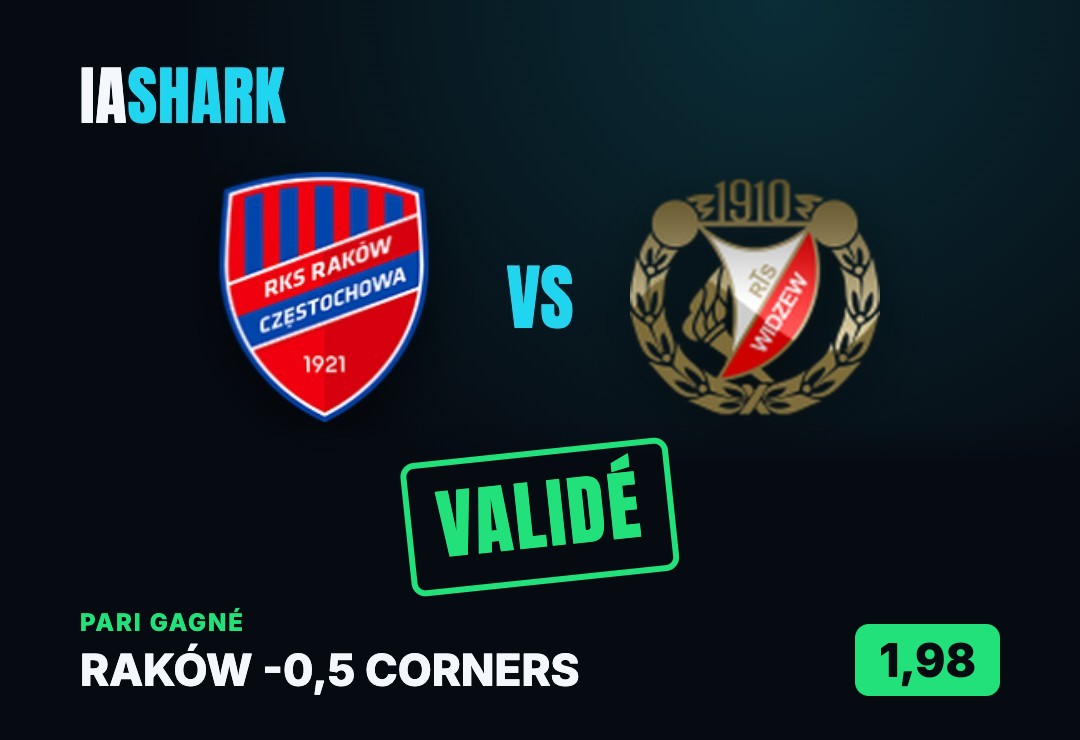 IASHARK
RKS RAKÓW
CZĘSTOCHOWA
1921
VS
1910
RTS
WIDZEW
VALIDÉ
PARI GAGNÉ
RAKÓW -0,5 CORNERS
1,98